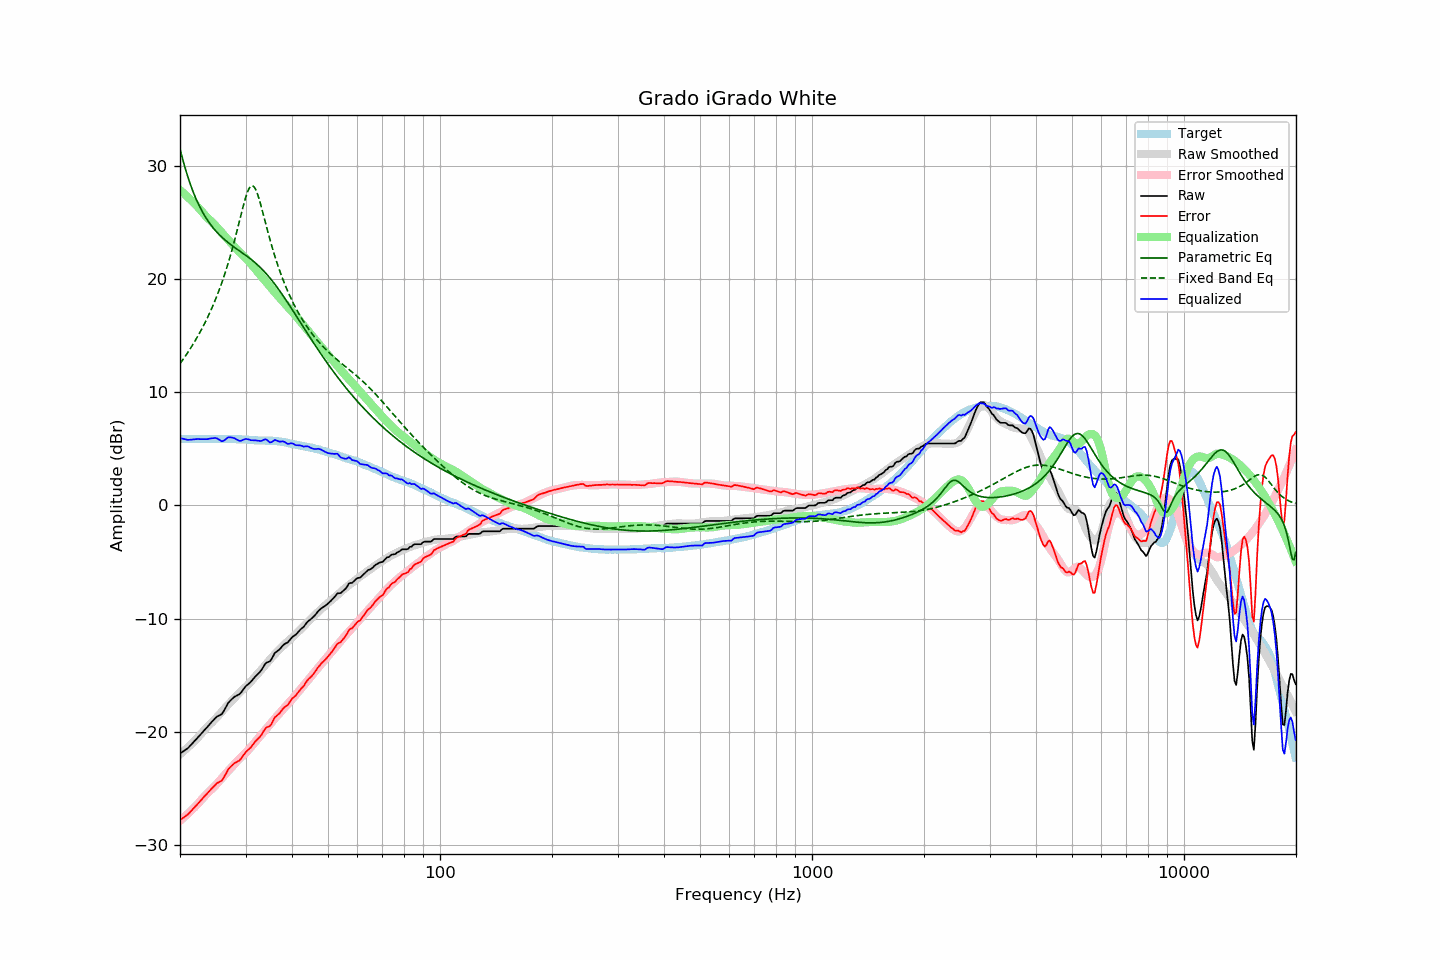 Grado iGrado White
Target
Raw Smoothed
Error Smoothed
Raw
Error
Equalization
Parametric Eq
Fixed Band Eq
Equalized
30
20
10
0
−10
−20
−30
Amplitude (dBr)
100
1000
10000
Frequency (Hz)